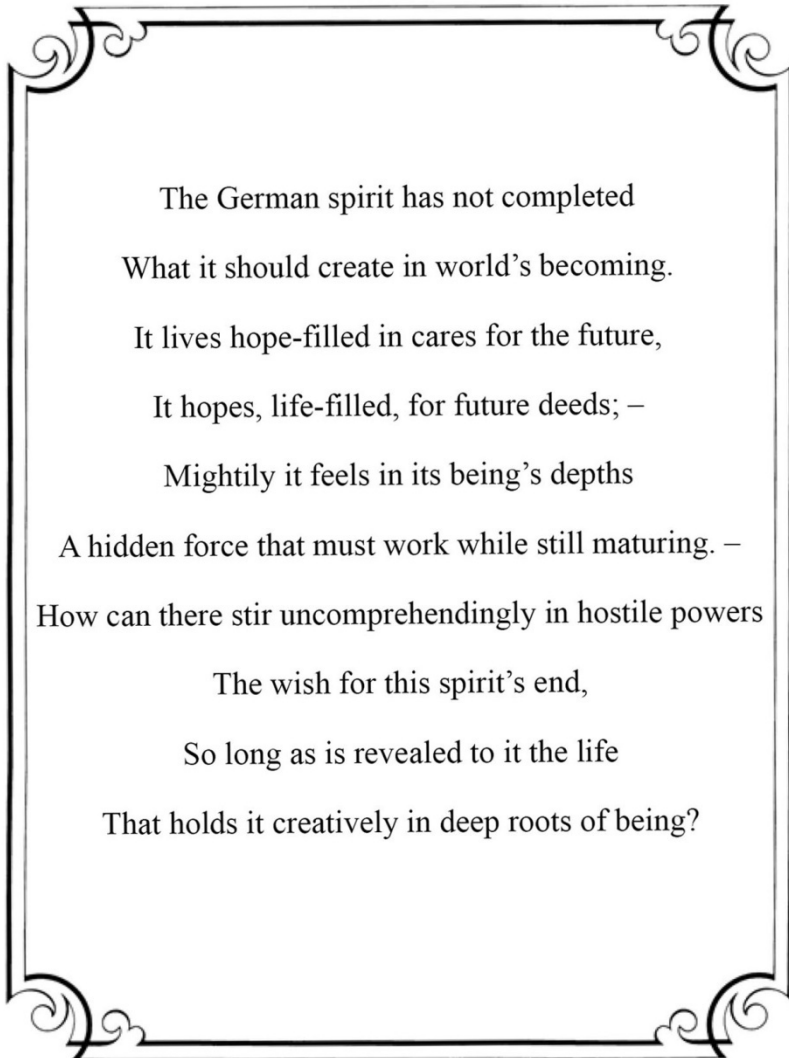 The German spirit has not completed
What it should create in world’s becoming.
It lives hope-filled in cares for the future,
It hopes, life-filled, for future deeds; –
Mightily it feels in its being’s depths
A hidden force that must work while still maturing. –
How can there stir uncomprehendingly in hostile powers
The wish for this spirit’s end,
So long as is revealed to it the life
That holds it creatively in deep roots of being?